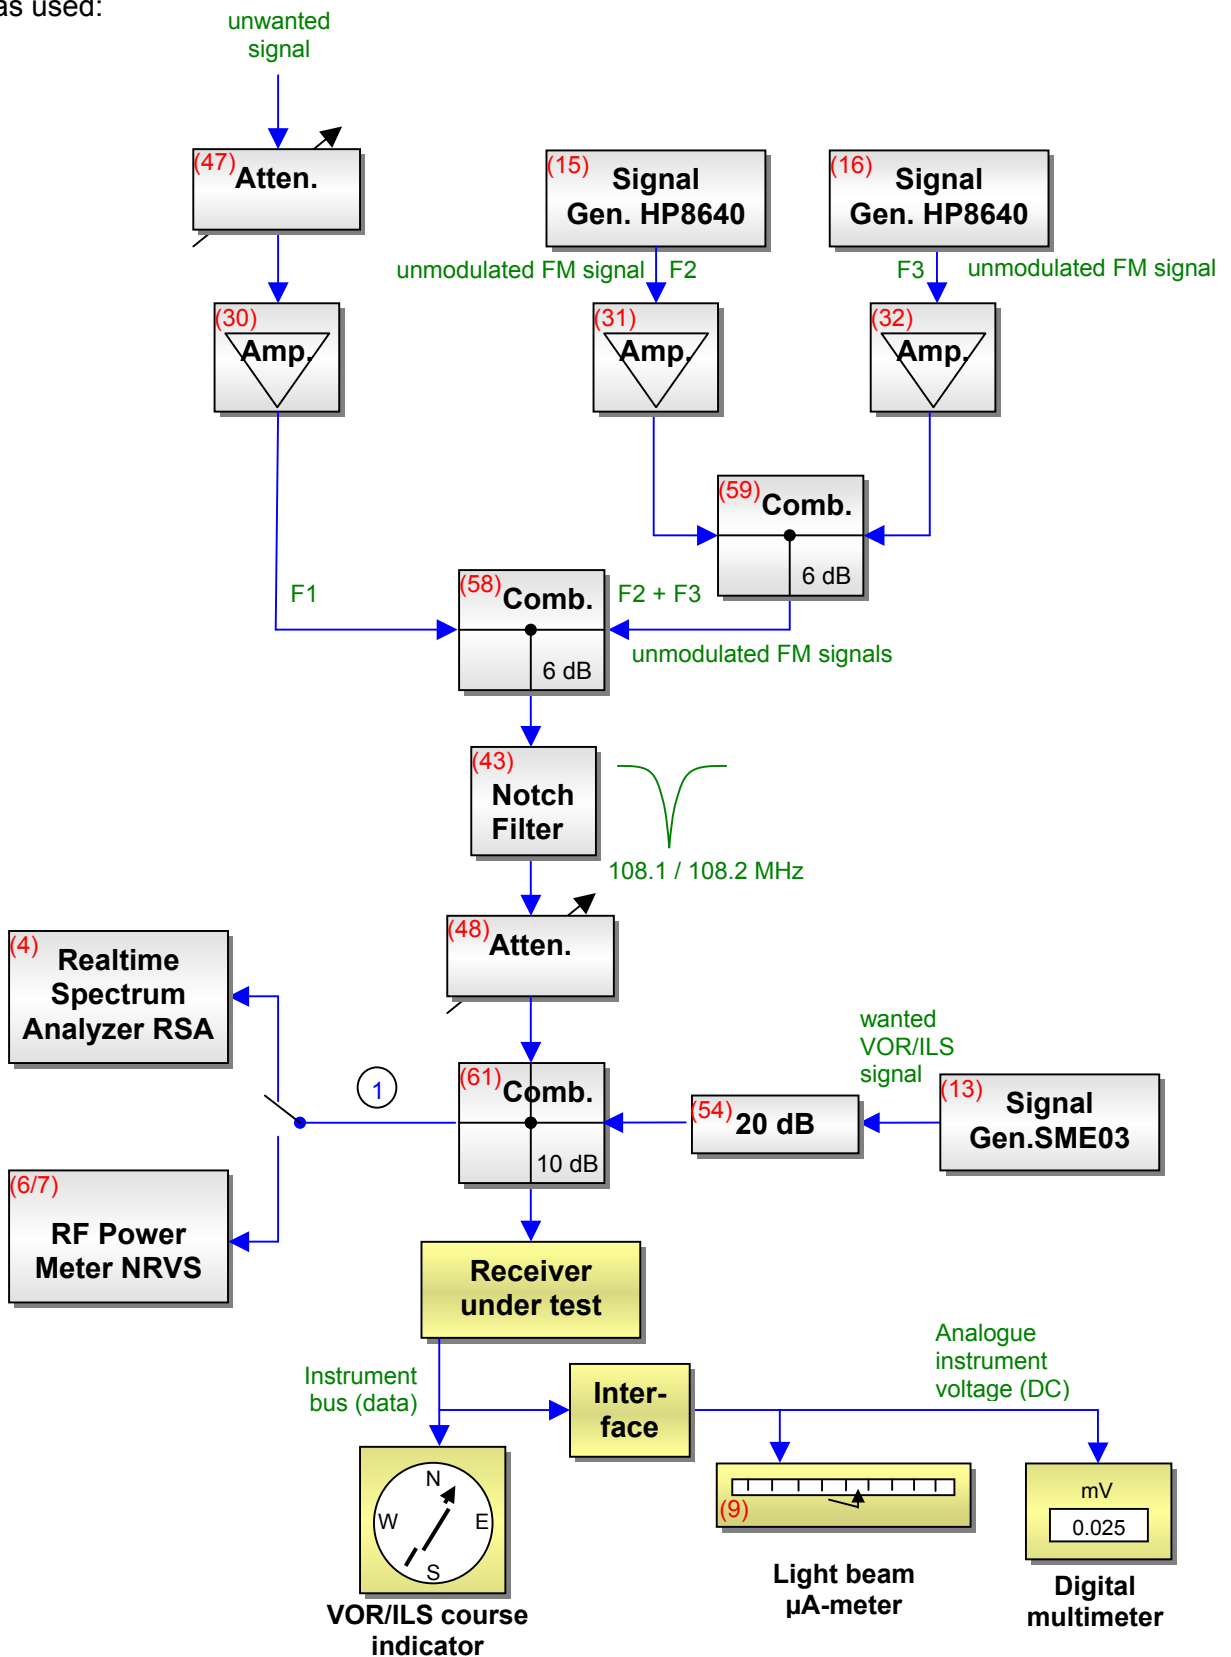 as used:
unwanted
signal
(47)
Atten.
(15)
Signal
Gen. HP8640
(16)
Signal
Gen. HP8640
unmodulated FM signal
F2
F3
unmodulated FM signal
(30)
Amp.
(31)
Amp.
(32)
Amp.
(59)
Comb.
6 dB
F1
(58)
Comb.
6 dB
F2 + F3
unmodulated FM signals
(43)
Notch
Filter
108.1 / 108.2 MHz
(48)
Atten.
(4)
Realtime
Spectrum
Analyzer RSA
1
(61)
Comb.
10 dB
(54)
20 dB
wanted
VOR/ILS
signal
(13)
Signal
Gen.SME03
(6/7)
RF Power
Meter NRVS
Receiver
under test
Instrument
bus (data)
Inter-
face
Analogue
instrument
voltage (DC)
N
W
E
S
VOR/ILS course
indicator
(9)
Light beam
µA-meter
mV
0.025
Digital
multimeter